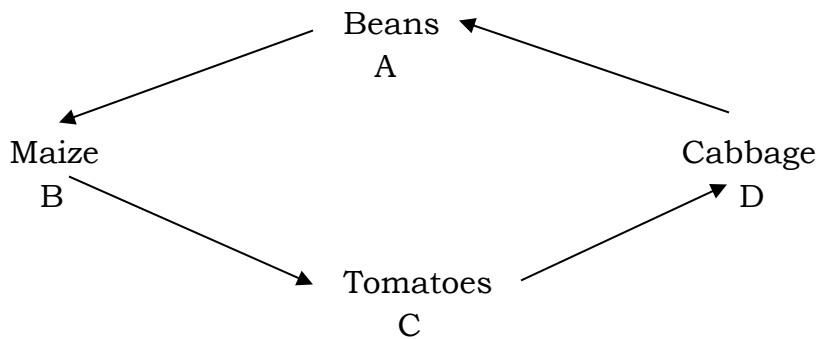 Beans
A
Maize
Cabbage
B
D
Tomatoes
C